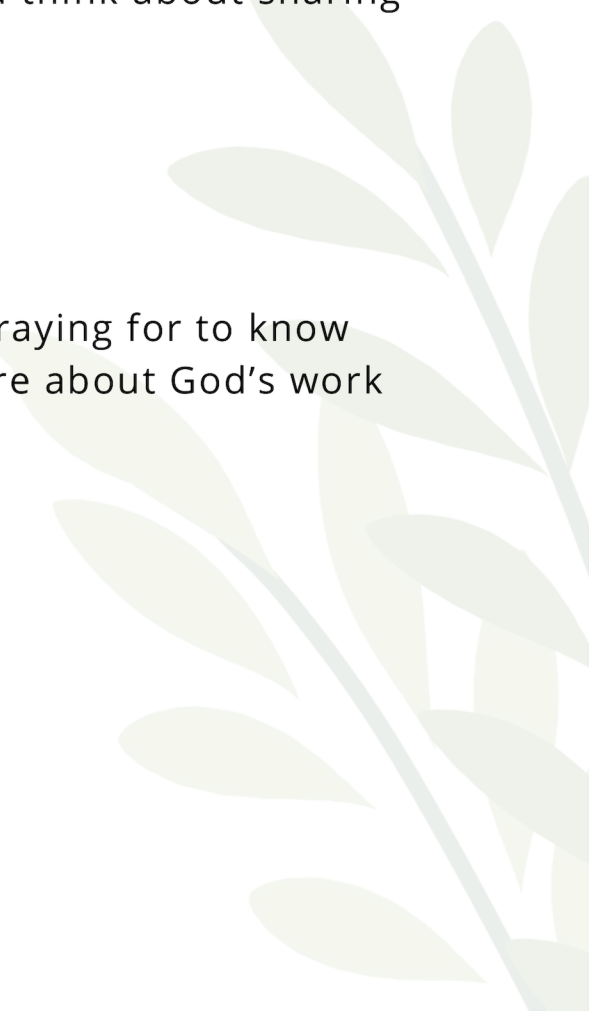 think about sharing
raying for to know
re about God’s work